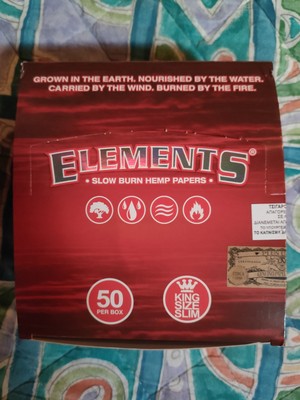 GROWN IN THE EARTH. NOURISHED BY THE WATER.
CARRIED BY THE WIND. BURNED BY THE FIRE.
ELEMENTS®
• SLOW BURN HEMP PAPERS •
50
PER BOX
KING
SIZE
SLIM